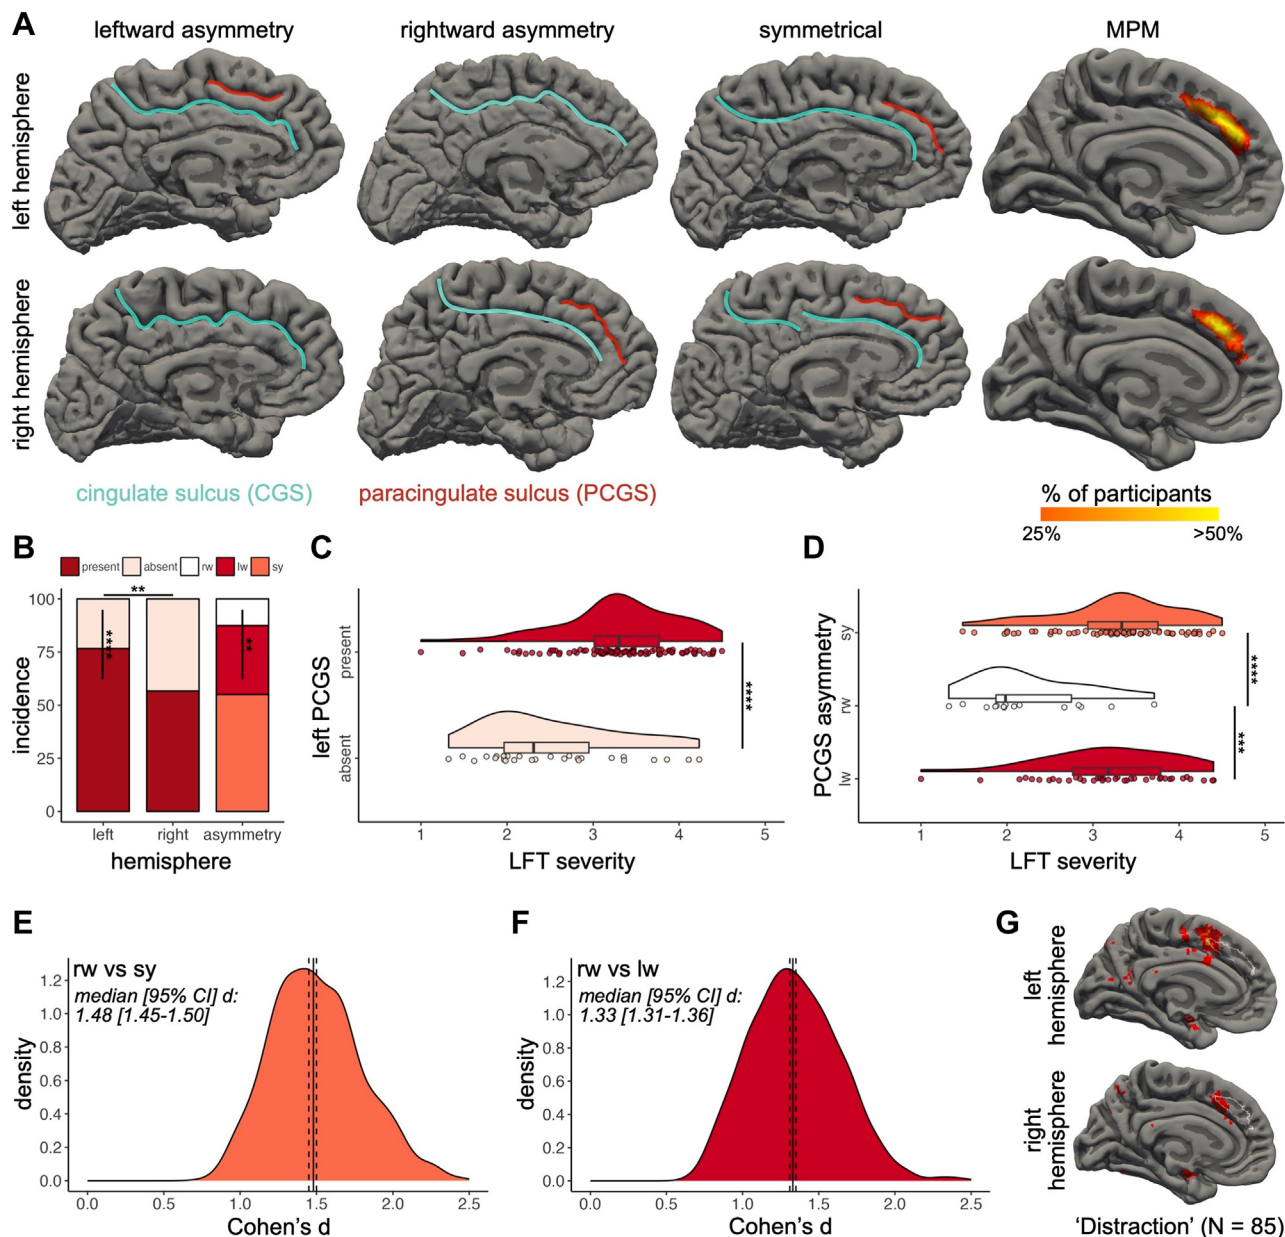 A
leftward asymmetry
rightward asymmetry
symmetrical
MPM
left hemisphere
right hemisphere
cingulate sulcus (CGS)
paracingulate sulcus (PCGS)
% of participants
25%
>50%
B
present
absent
rw
lw
sy
**
****
**
100
75
50
25
0
incidence
left
right
asymmetry
hemisphere
C
left PCGS
present
absent
****
1
2
3
4
5
LFT severity
D
PCGS asymmetry
sy
rw
lw
****
***
1
2
3
4
5
LFT severity
E
rw vs sy
median [95% CI] d:
1.48 [1.45-1.50]
density
1.2
1.0
0.8
0.6
0.4
0.2
0.0
0.0
0.5
1.0
1.5
2.0
2.5
Cohen's d
F
rw vs lw
median [95% CI] d:
1.33 [1.31-1.36]
density
1.2
1.0
0.8
0.6
0.4
0.2
0.0
0.0
0.5
1.0
1.5
2.0
2.5
Cohen's d
G
left
hemisphere
right
hemisphere
‘Distraction’ (N = 85)